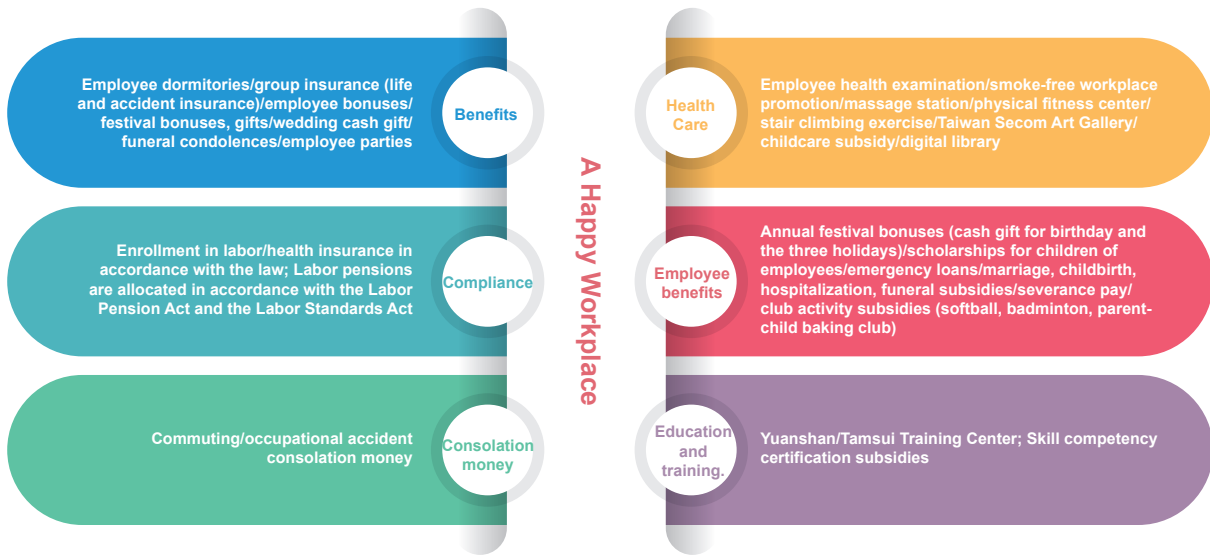 Employee dormitories/group insurance (life
and accident insurance)/employee bonuses/
festival bonuses, gifts/wedding cash gift/
funeral condolences/employee parties
Benefits
Enrollment in labor/health insurance in
accordance with the law; Labor pensions
are allocated in accordance with the Labor
Pension Act and the Labor Standards Act
Compliance
Commuting/occupational accident
consolation money
Consolation
money
A Happy Workplace
Health
Care
Employee health examination/smoke-free workplace
promotion/massage station/physical fitness center/
stair climbing exercise/Taiwan Secom Art Gallery/
childcare subsidy/digital library
Employee
benefits
Annual festival bonuses (cash gift for birthday and
the three holidays)/scholarships for children of
employees/emergency loans/marriage, childbirth,
hospitalization, funeral subsidies/severance pay/
club activity subsidies (softball, badminton, parent-
child baking club)
Education
and
training.
Yuanshan/Tamsui Training Center; Skill competency
certification subsidies